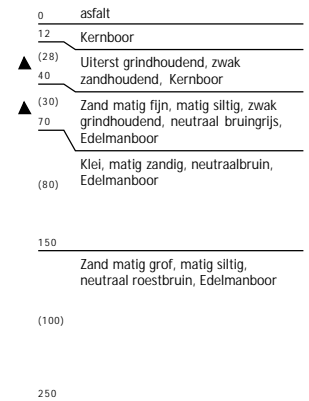 0 asfalt
12 Kernboor
(28) Uiterst grindhoudend, zwak
zandhoudend, Kernboor
40
(30) Zand matig fijn, matig siltig, zwak
grindhoudend, neutraal bruingrijs,
Edelmanboor
70
Klei, matig zandig, neutraalbruin,
Edelmanboor
(80)
150
Zand matig grof, matig siltig,
neutraal roestbruin, Edelmanboor
(100)
250